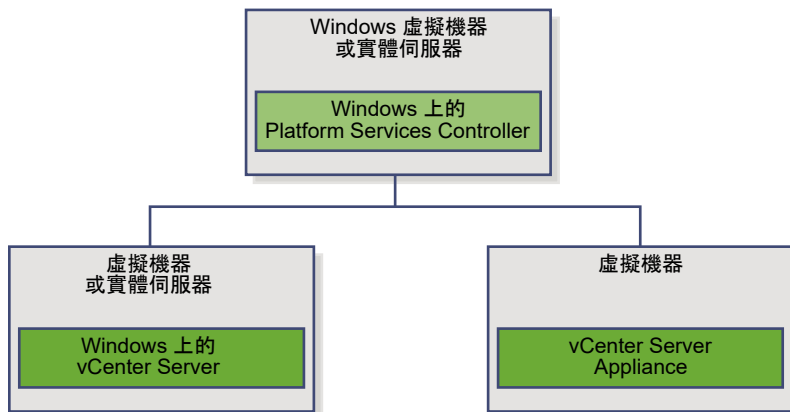 Windows 虛擬機器
或實體伺服器
Windows 上的
Platform Services Controller
虛擬機器
或實體伺服器
Windows 上的
vCenter Server
虛擬機器
vCenter Server
Appliance